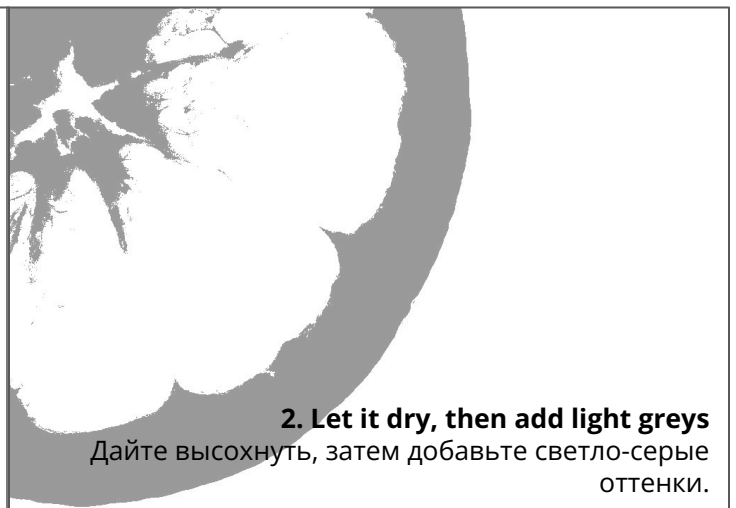 2. Let it dry, then add light greys
Дайте высохнуть, затем добавьте светло-серые
оттенки.